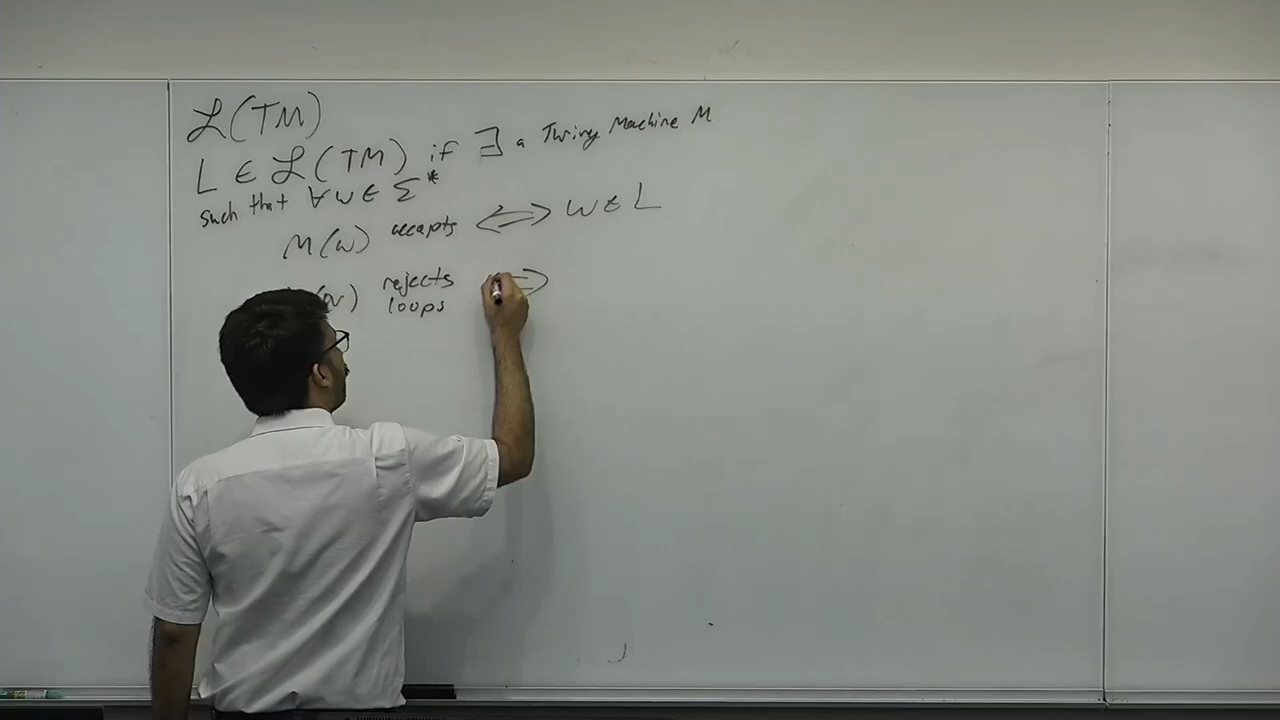 ℒ(TM)
L ∈ ℒ(TM) if ∃ a Turing Machine M
such that ∀w∈ Σ*
M(w) accepts ⟺ w∈L
(w) rejects ⟹
loops